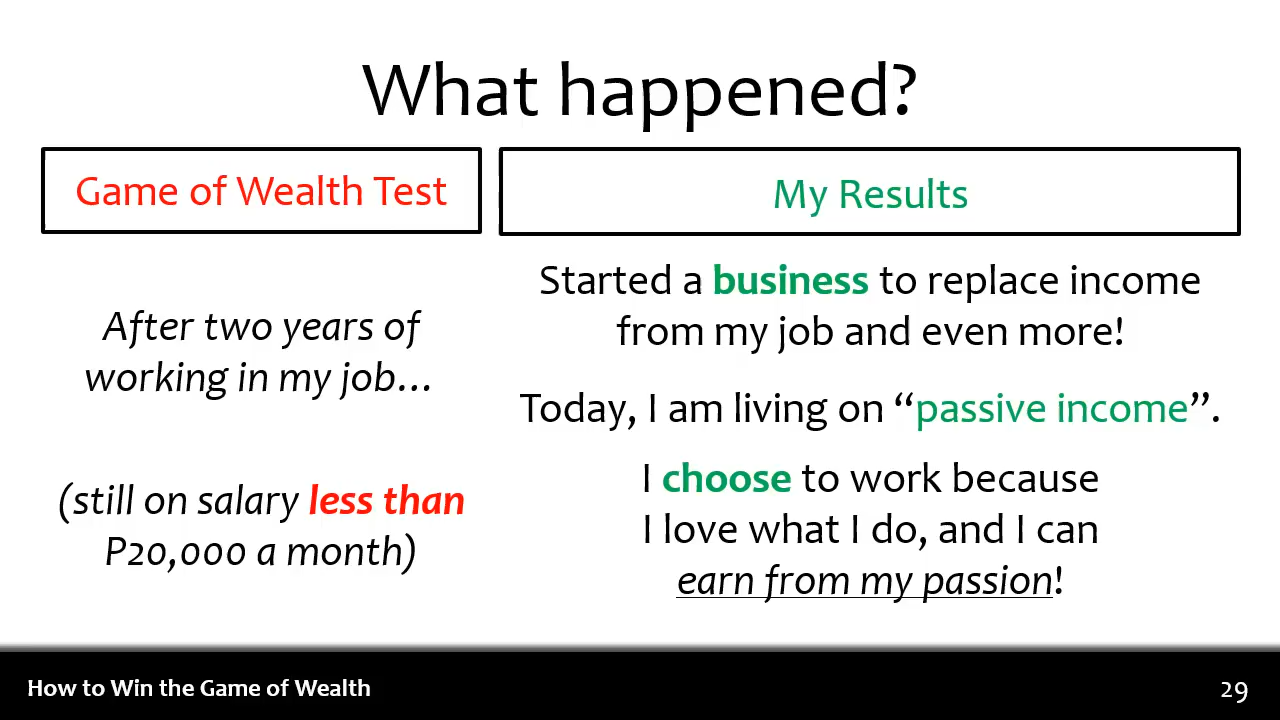 What happened?
Game of Wealth Test
My Results
After two years of
working in my job…
(still on salary less than
P20,000 a month)
Started a business to replace income
from my job and even more!
Today, I am living on “passive income”.
I choose to work because
I love what I do, and I can
earn from my passion!
How to Win the Game of Wealth
29